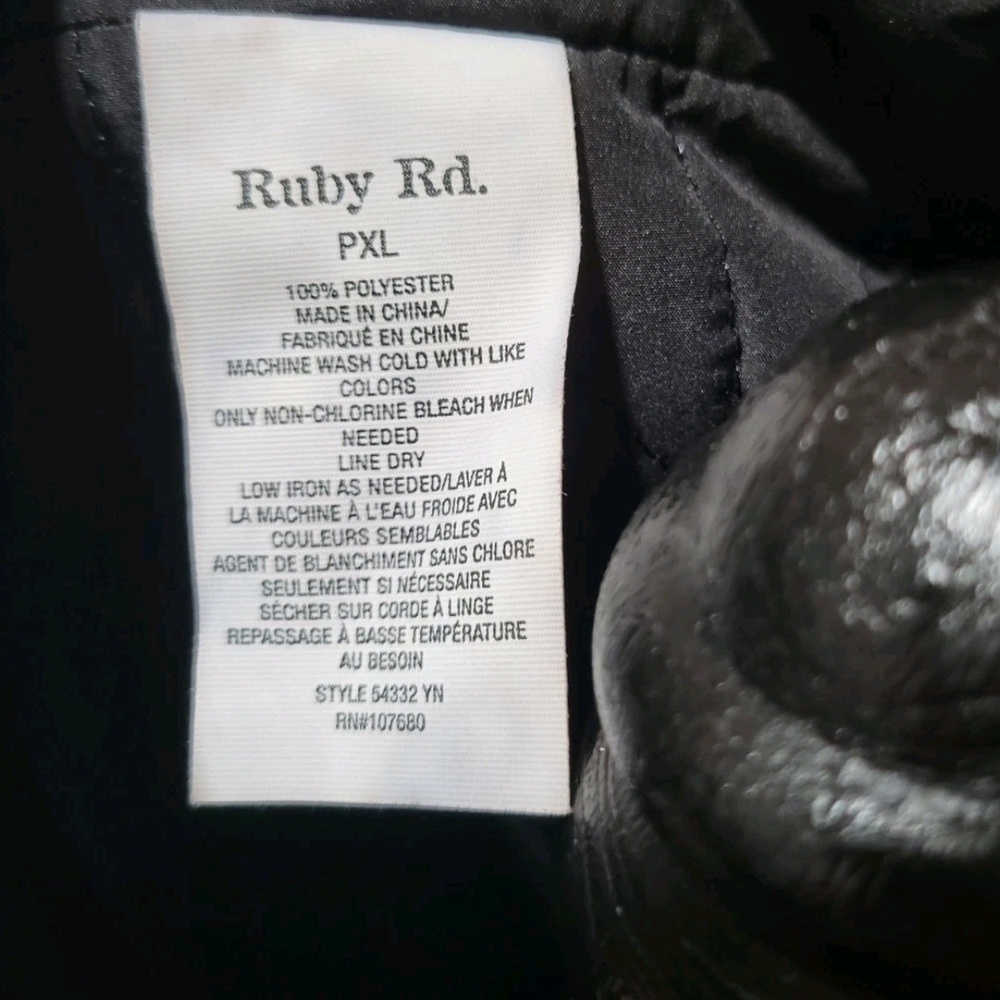 Ruby Rd.
PXL
100% POLYESTER
MADE IN CHINA/
FABRIQUÉ EN CHINE
MACHINE WASH COLD WITH LIKE
COLORS
ONLY NON-CHLORINE BLEACH WHEN
NEEDED
LINE DRY
LOW IRON AS NEEDED/LAVER À
LA MACHINE À L'EAU FROIDE AVEC
COULEURS SEMBLABLES
AGENT DE BLANCHIMENT SANS CHLORE
SEULEMENT SI NÉCESSAIRE
SÉCHER SUR CORDE À LINGE
REPASSAGE À BASSE TEMPÉRATURE
AU BESOIN
STYLE 54332 YN
RN#107680